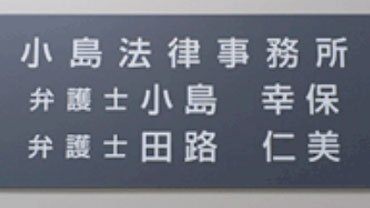 小島法律事務所
弁護士 小島 幸保
弁護士 田路 仁美